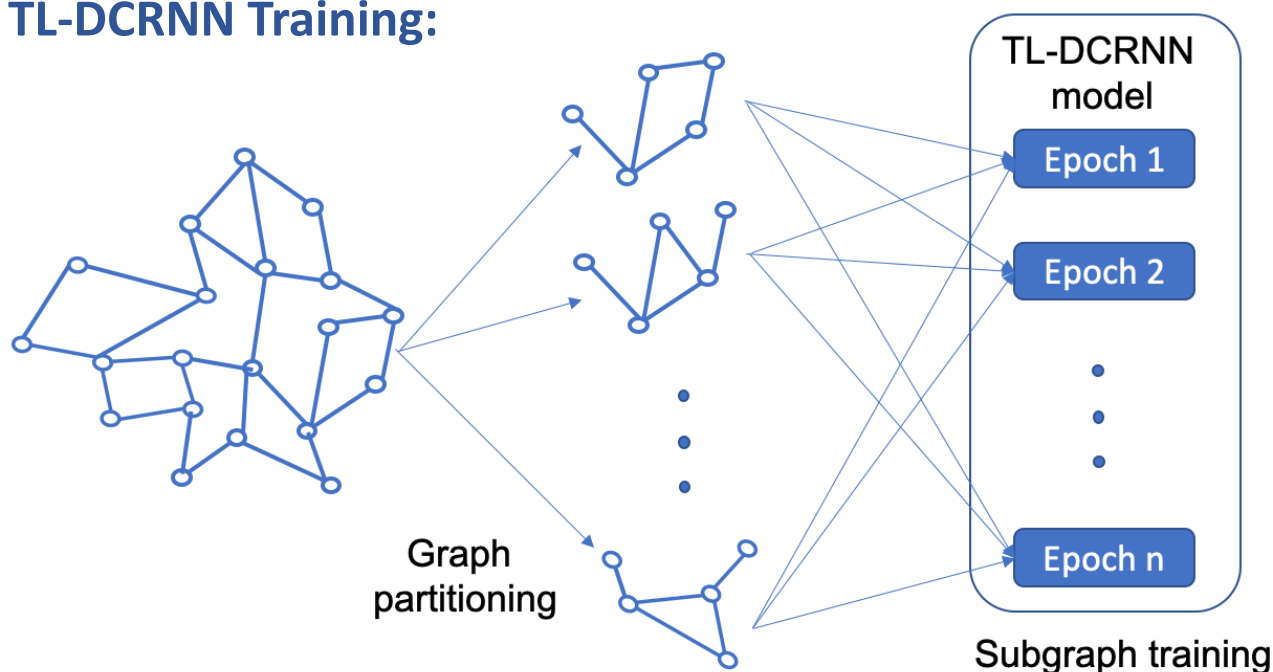 TL-DCRNN Training:
TL-DCRNN
model
Epoch 1
Epoch 2
Epoch n
Graph
partitioning
Subgraph training